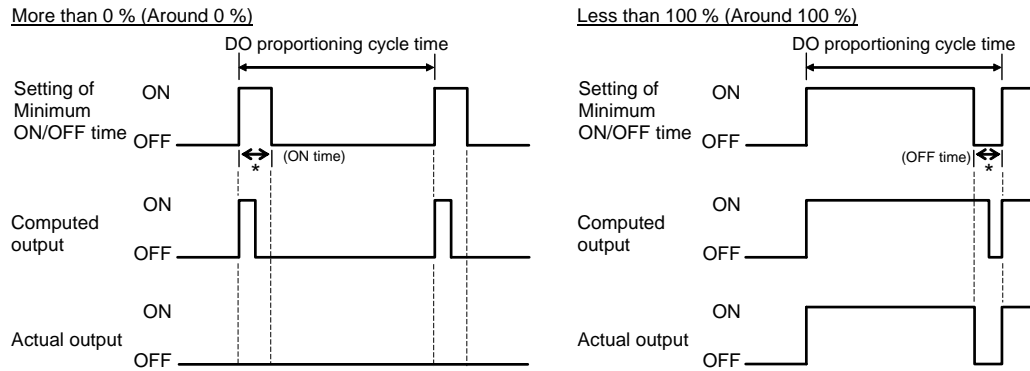 More than 0 % (Around 0 %)
DO proportioning cycle time
Setting of
Minimum
ON/OFF time
ON
OFF
(ON time)
*
Computed
output
ON
OFF
Actual output
ON
OFF
Less than 100 % (Around 100 %)
DO proportioning cycle time
Setting of
Minimum
ON/OFF time
ON
OFF
(OFF time)
*
Computed
output
ON
OFF
Actual output
ON
OFF